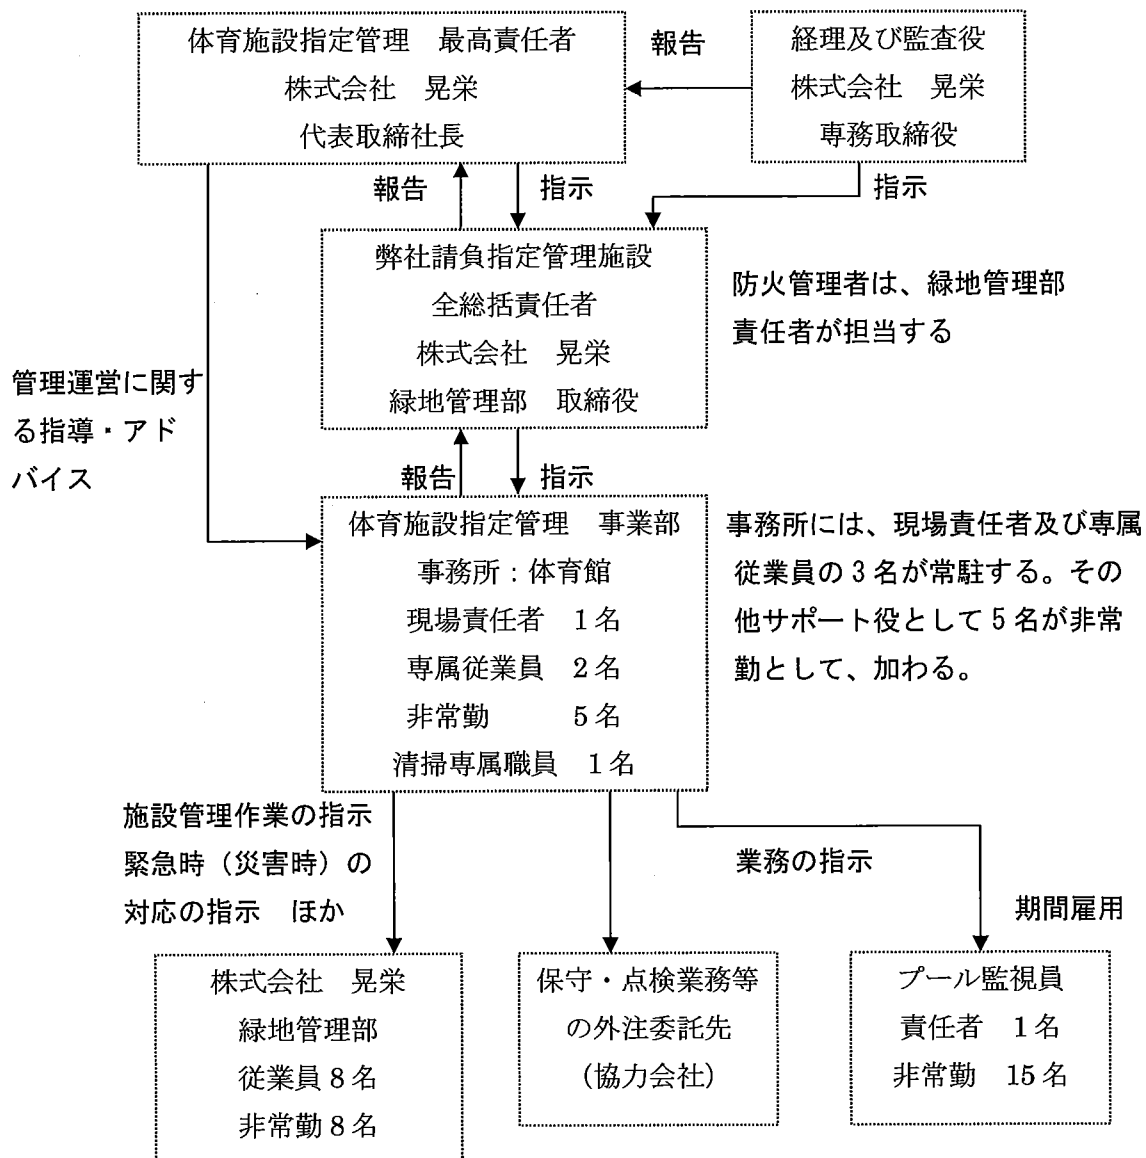 体育施設指定管理　最高責任者
株式会社　晃栄
代表取締社長
報告
経理及び監査役
株式会社　晃栄
専務取締役
報告
指示
指示
弊社請負指定管理施設
全総括責任者
株式会社　晃栄
緑地管理部　取締役
防火管理者は、緑地管理部
責任者が担当する
管理運営に関す
る指導・アド
バイス
報告
指示
体育施設指定管理　事業部
事務所：体育館
現場責任者　1名
専属従業員　2名
非常勤　　　5名
清掃専属職員　1名
事務所には、現場責任者及び専属
従業員の3名が常駐する。その
他サポート役として5名が非常
勤として、加わる。
施設管理作業の指示
緊急時（災害時）の
対応の指示　ほか
業務の指示
期間雇用
株式会社　晃栄
緑地管理部
従業員8名
非常勤8名
保守・点検業務等
の外注委託先
（協力会社）
プール監視員
責任者　1名
非常勤　15名